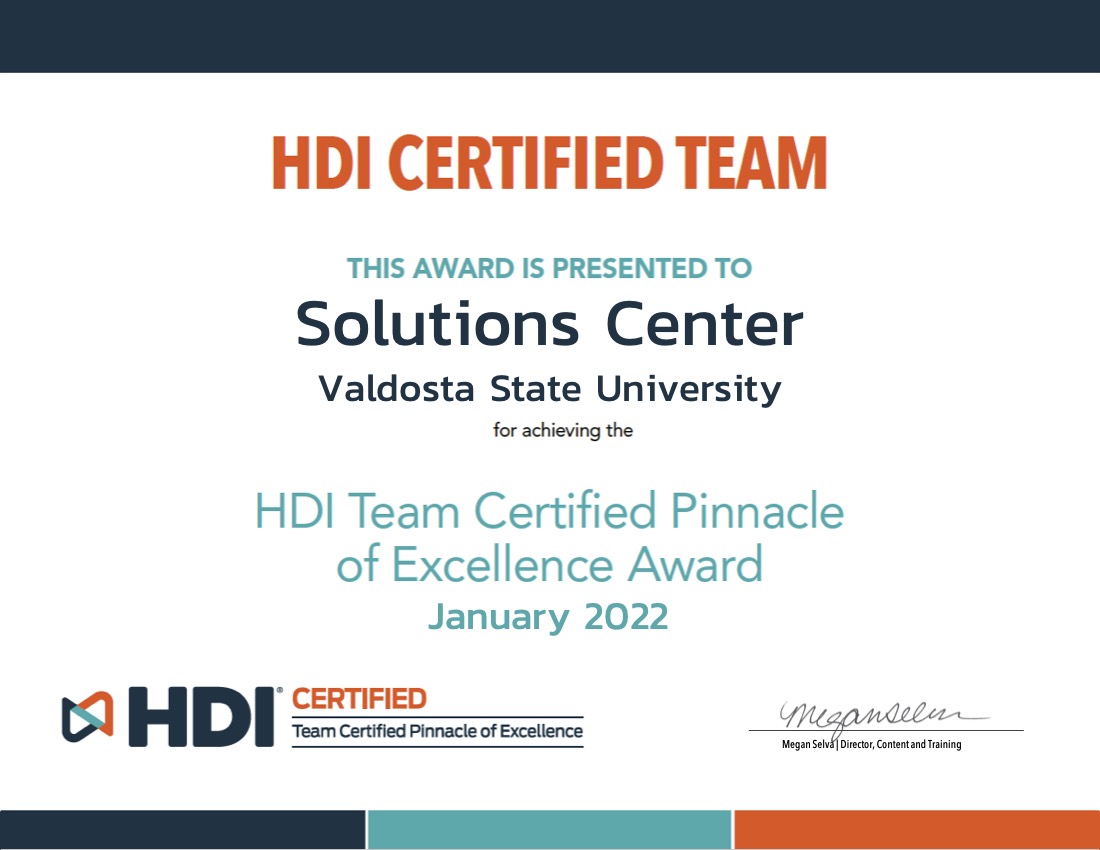 HDI CERTIFIED TEAM
THIS AWARD IS PRESENTED TO
Solutions Center
Valdosta State University
for achieving the
HDI Team Certified Pinnacle
of Excellence Award
January 2022
HDI® CERTIFIED
Team Certified Pinnacle of Excellence
Megan Selva
Megan Selva | Director, Content and Training